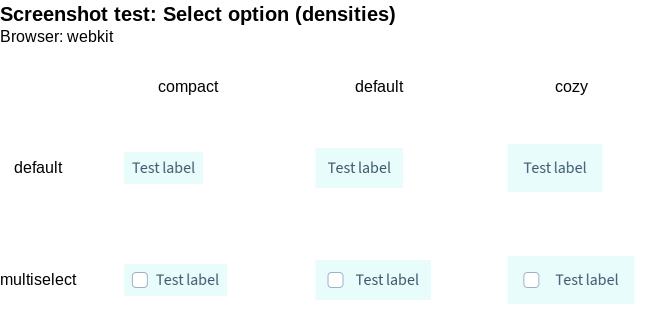 Screenshot test: Select option (densities)
Browser: webkit
compact default cozy
default Test label Test label Test label
multiselect Test label Test label Test label